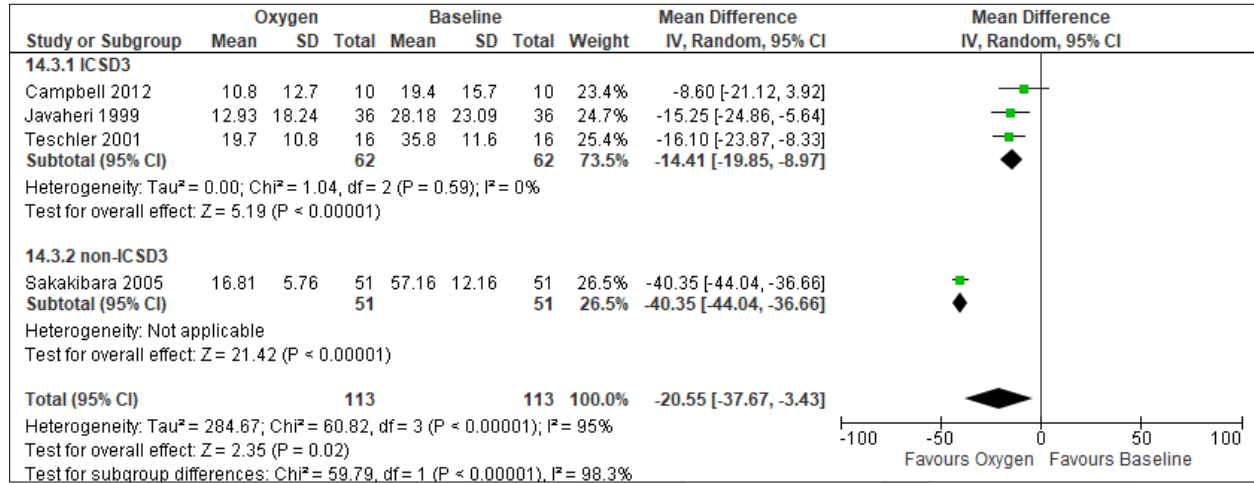 Oxygen Baseline Mean Difference Mean Difference
Study or Subgroup Mean SD Total Mean SD Total Weight IV, Random, 95% CI IV, Random, 95% CI
14.3.1 ICSD3
Campbell 2012 10.8 12.7 10 19.4 15.7 10 23.4% -8.60 [-21.12, 3.92]
Javaheri 1999 12.93 18.24 36 28.18 23.09 36 24.7% -15.25 [-24.86, -5.64]
Teschler 2001 19.7 10.8 16 35.8 11.6 16 25.4% -16.10 [-23.87, -8.33]
Subtotal (95% CI) 62 62 73.5% -14.41 [-19.85, -8.97]
Heterogeneity: Tau² = 0.00; Chi² = 1.04, df = 2 (P = 0.59); I² = 0%
Test for overall effect: Z = 5.19 (P < 0.00001)
14.3.2 non-ICSD3
Sakakibara 2005 16.81 5.76 51 57.16 12.16 51 26.5% -40.35 [-44.04, -36.66]
Subtotal (95% CI) 51 51 26.5% -40.35 [-44.04, -36.66]
Heterogeneity: Not applicable
Test for overall effect: Z = 21.42 (P < 0.00001)
Total (95% CI) 113 113 100.0% -20.55 [-37.67, -3.43]
Heterogeneity: Tau² = 284.67; Chi² = 60.82, df = 3 (P < 0.00001); I² = 95%
Test for overall effect: Z = 2.35 (P = 0.02)
Test for subgroup differences: Chi² = 59.79, df = 1 (P < 0.00001), I² = 98.3%
-100 -50 0 50 100
Favours Oxygen Favours Baseline